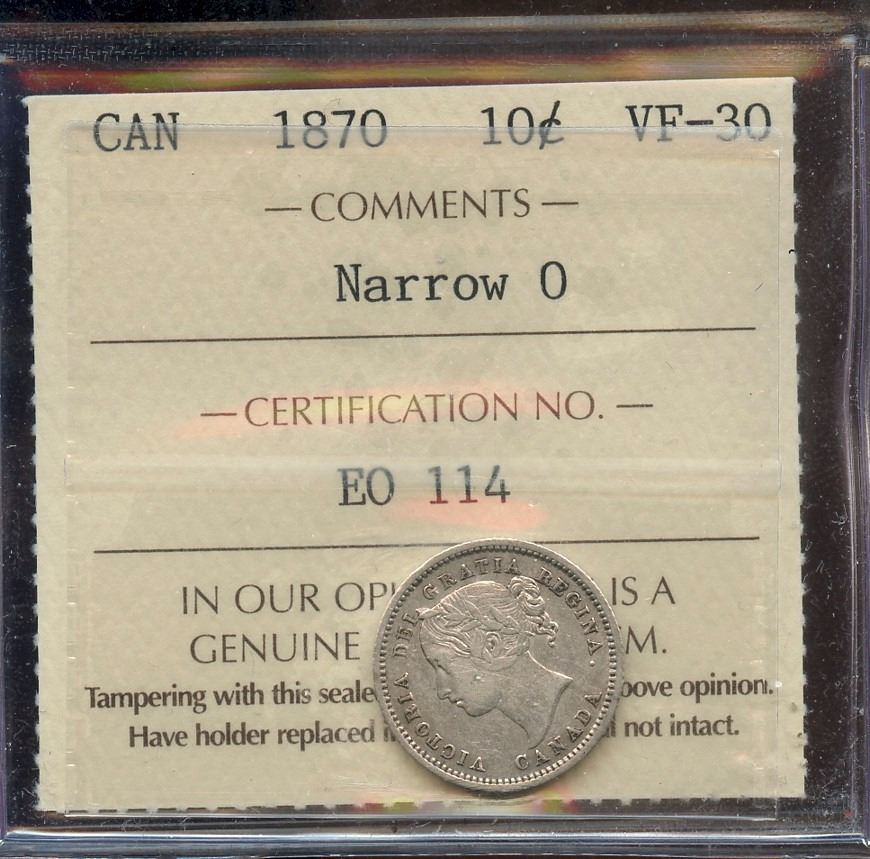 CAN 1870 10¢ VF-30
— COMMENTS —
Narrow 0
— CERTIFICATION NO. —
EO 114
IN OUR OPI IS A
GENUINE M.
Tampering with this seale bove opinion.
Have holder replaced not intact.
VICTORIA DEI GRATIA REGINA.
CANADA